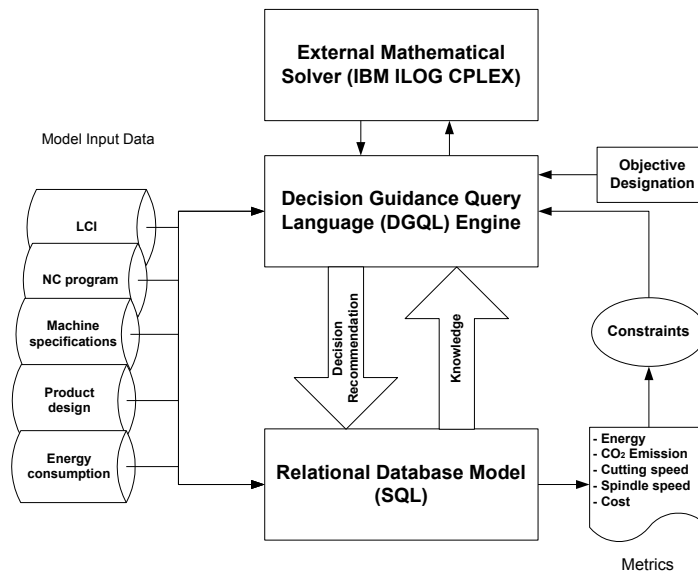 External Mathematical
Solver (IBM ILOG CPLEX)
Model Input Data
Decision Guidance Query
Language (DGQL) Engine
Objective
Designation
LCI
NC program
Machine
specifications
Product
design
Energy
consumption
Decision
Recommendation
Knowledge
Constraints
Relational Database Model
(SQL)
- Energy
- CO₂ Emission
- Cutting speed
- Spindle speed
- Cost
Metrics